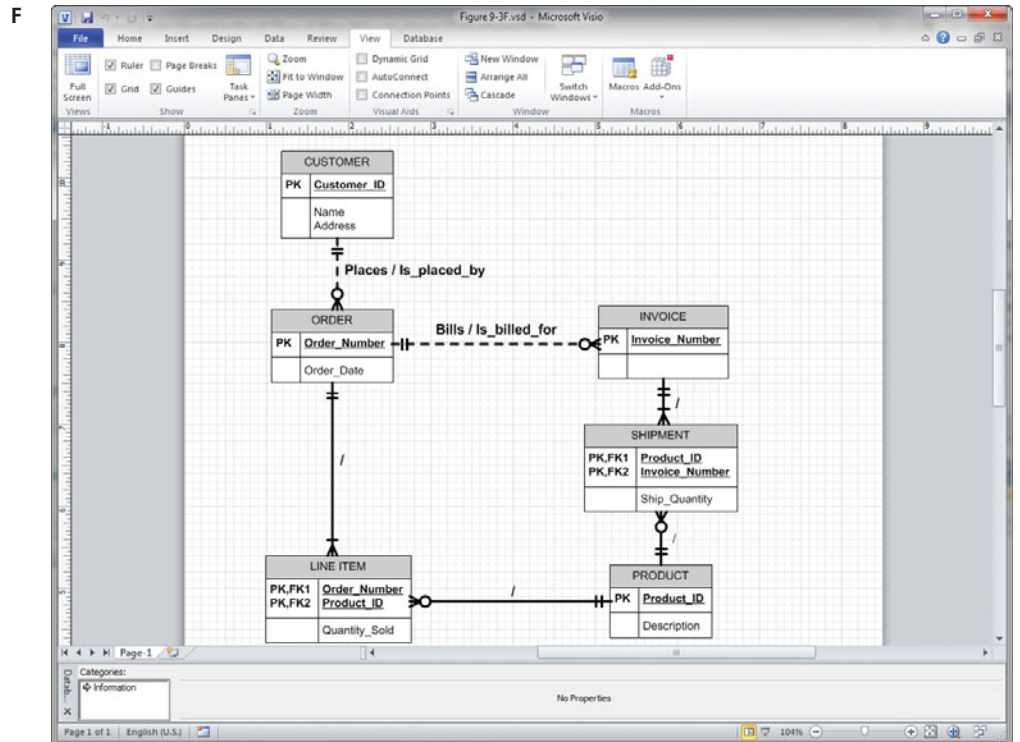 F
Figure 9-3F.vsd - Microsoft Visio
File Home Insert Design Data Review View Database
Full Screen
Ruler Page Breaks
Grid Guides
Task Panes
Zoom
Fit to Window
Page Width
Dynamic Grid
AutoConnect
Connection Points
New Window
Arrange All
Cascade
Switch Windows
Macros Add-Ons
Views Show Zoom Visual Aids Window Macros
CUSTOMER
PK Customer_ID
Name
Address
Places / Is_placed_by
ORDER
PK Order_Number
Order_Date
Bills / Is_billed_for
INVOICE
PK Invoice_Number
/
SHIPMENT
PK,FK1 Product_ID
PK,FK2 Invoice_Number
Ship_Quantity
/
/
LINE ITEM
PK,FK1 Order_Number
PK,FK2 Product_ID
Quantity_Sold
/
PRODUCT
PK Product_ID
Description
Page-1
Datab...
Categories:
Information
No Properties
Page 1 of 1 English (U.S.) 104%